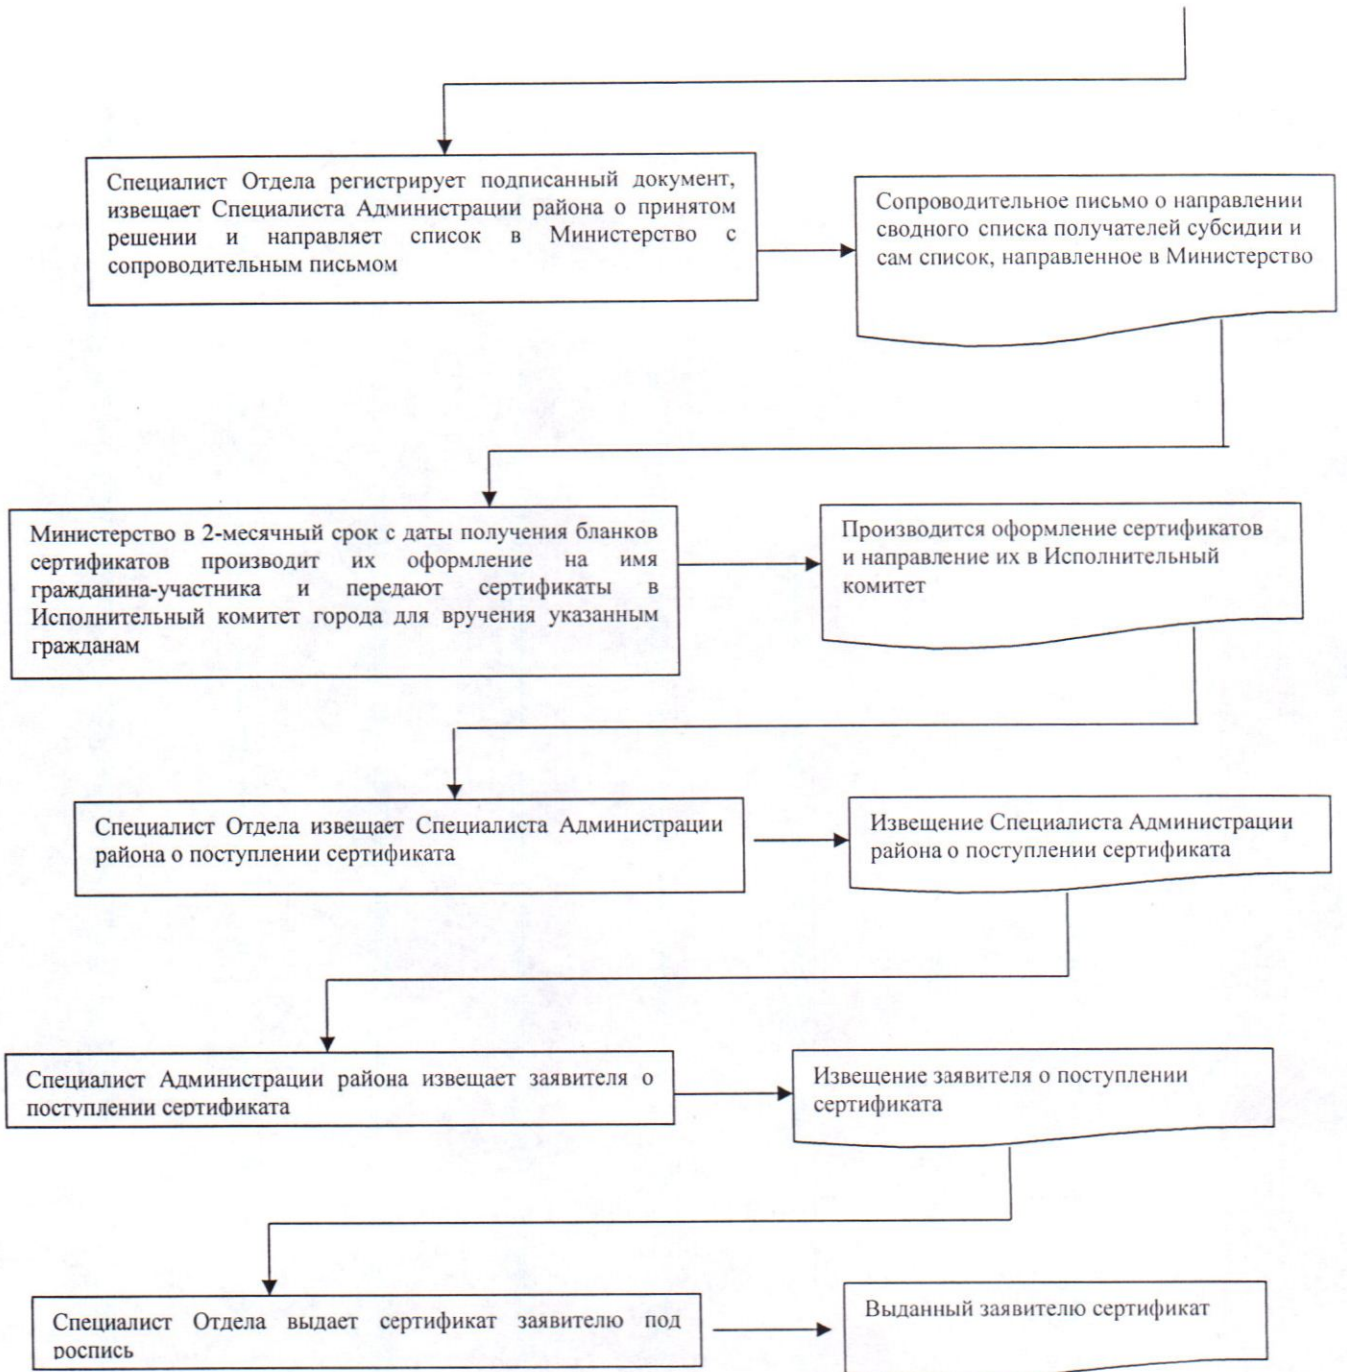 Специалист Отдела регистрирует подписанный документ,
извещает Специалиста Администрации района о принятом
решении и направляет список в Министерство с
сопроводительным письмом
Сопроводительное письмо о направлении
сводного списка получателей субсидии и
сам список, направленное в Министерство
Министерство в 2-месячный срок с даты получения бланков
сертификатов производит их оформление на имя
гражданина-участника и передают сертификаты в
Исполнительный комитет города для вручения указанным
гражданам
Производится оформление сертификатов
и направление их в Исполнительный
комитет
Специалист Отдела извещает Специалиста Администрации
района о поступлении сертификата
Извещение Специалиста Администрации
района о поступлении сертификата
Специалист Администрации района извещает заявителя о
поступлении сертификата
Извещение заявителя о поступлении
сертификата
Специалист Отдела выдает сертификат заявителю под
роспись
Выданный заявителю сертификат